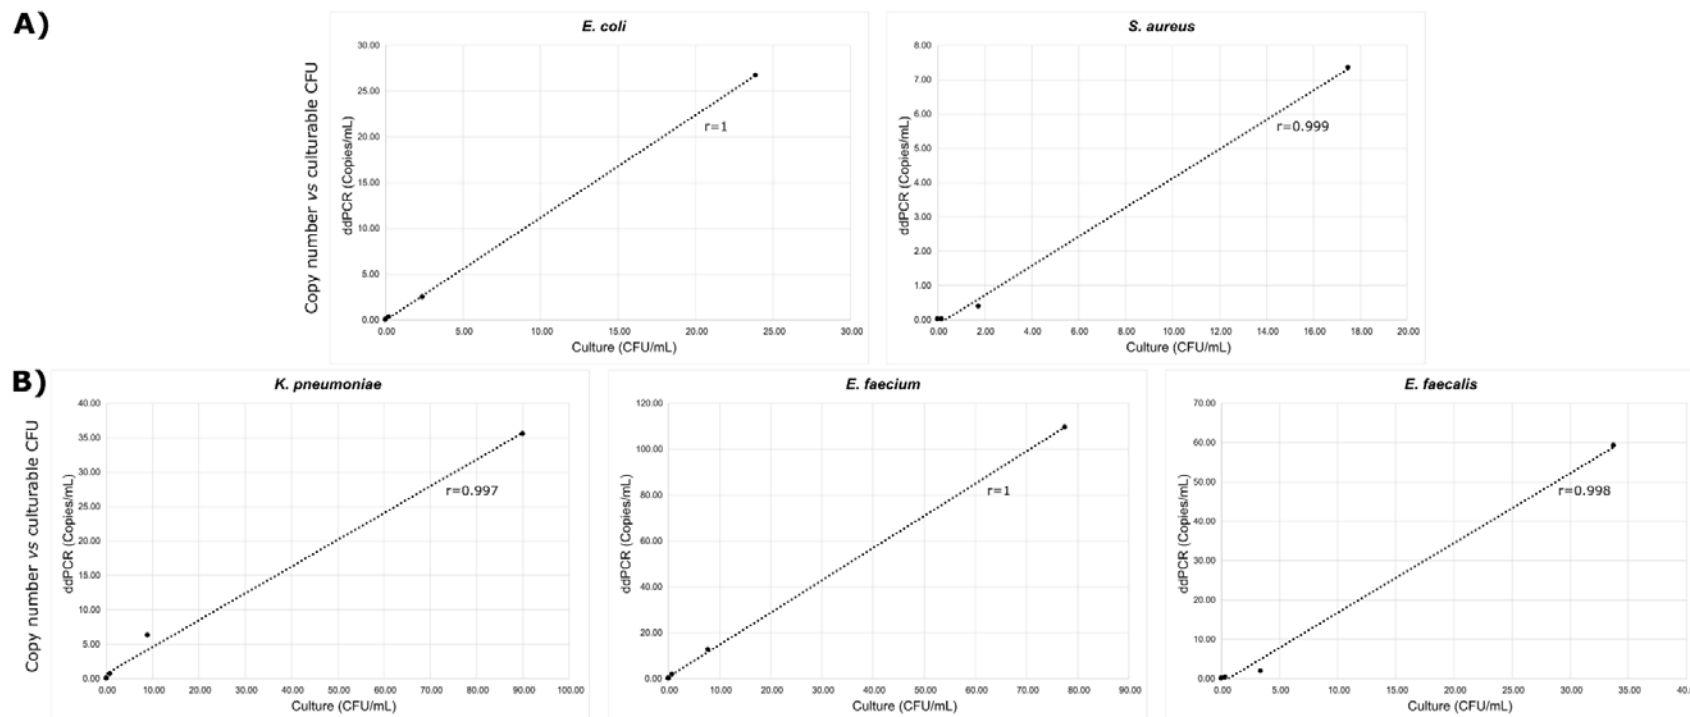 A)
Copy number vs culturable CFU
E. coli
ddPCR (Copies/mL)
30.00
25.00
20.00
15.00
10.00
5.00
0.00
r=1
0.00 5.00 10.00 15.00 20.00 25.00 30.00
Culture (CFU/mL)
S. aureus
ddPCR (Copies/mL)
8.00
7.00
6.00
5.00
4.00
3.00
2.00
1.00
0.00
r=0.999
0.00 2.00 4.00 6.00 8.00 10.00 12.00 14.00 16.00 18.00 20.00
Culture (CFU/mL)
B)
Copy number vs culturable CFU
K. pneumoniae
ddPCR (Copies/mL)
40.00
35.00
30.00
25.00
20.00
15.00
10.00
5.00
0.00
r=0.997
0.00 10.00 20.00 30.00 40.00 50.00 60.00 70.00 80.00 90.00 100.00
Culture (CFU/mL)
E. faecium
ddPCR (Copies/mL)
120.00
100.00
80.00
60.00
40.00
20.00
0.00
r=1
0.00 10.00 20.00 30.00 40.00 50.00 60.00 70.00 80.00 90.00
Culture (CFU/mL)
E. faecalis
ddPCR (Copies/mL)
70.00
60.00
50.00
40.00
30.00
20.00
10.00
0.00
r=0.998
0.00 5.00 10.00 15.00 20.00 25.00 30.00 35.00
Culture (CFU/mL)